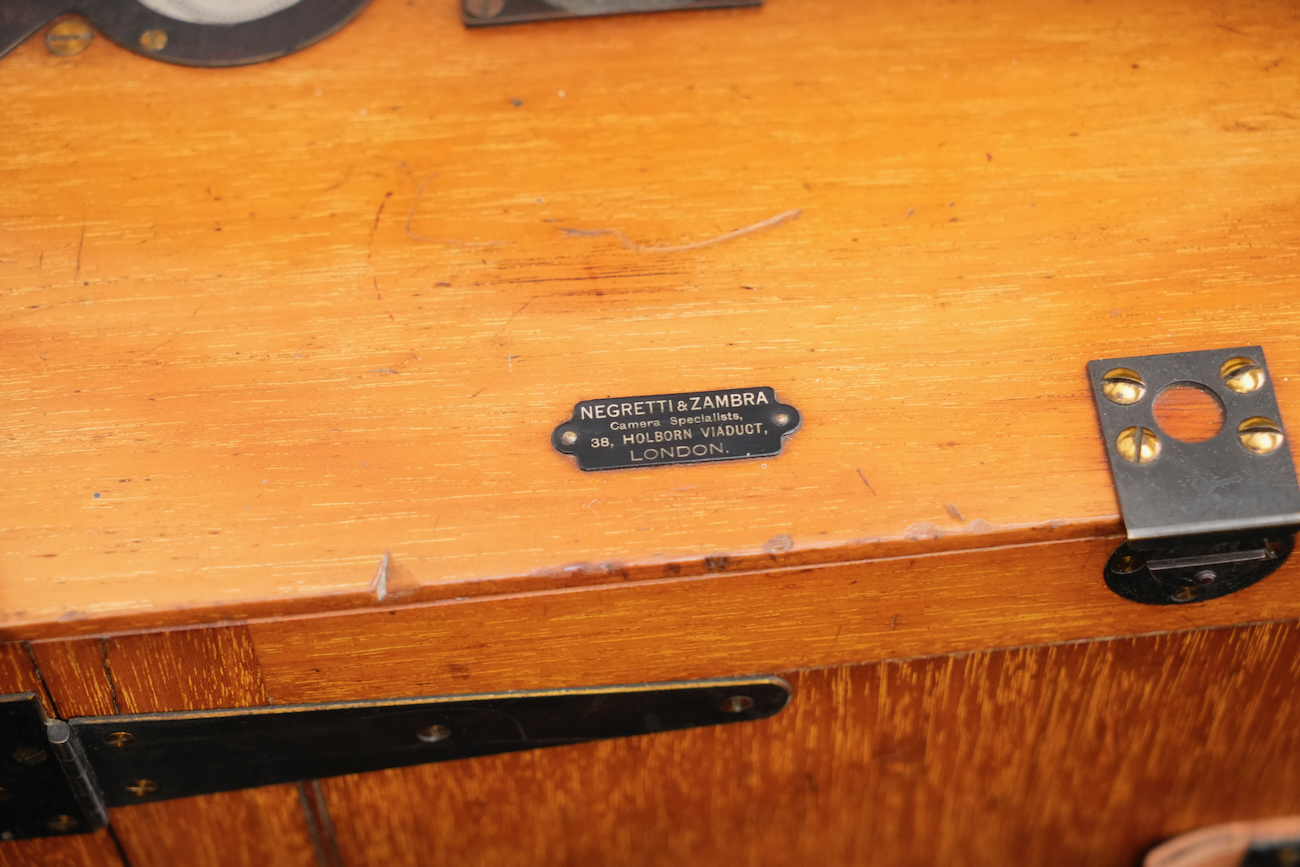 NEGRETTI & ZAMBRA
Camera Specialists,
38, HOLBORN VIADUCT,
LONDON.